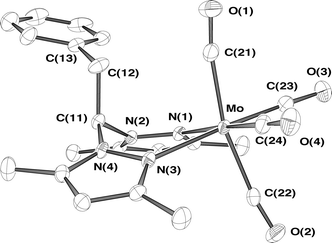 O(1)
C(21)
C(13)
C(12)
C(23)
O(3)
Mo
N(1)
N(2)
C(11)
C(24)
O(4)
N(4)
N(3)
C(22)
O(2)